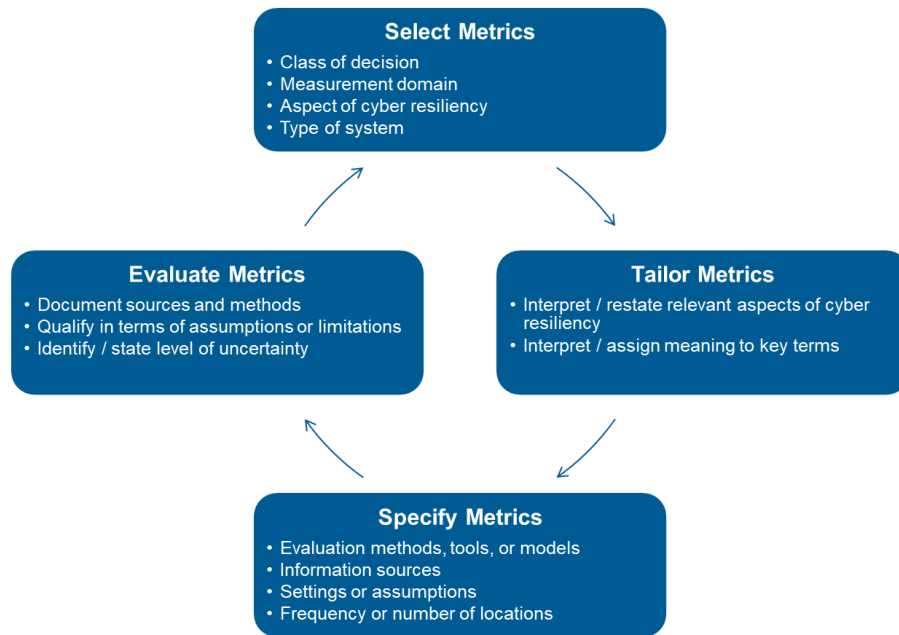 Select Metrics
• Class of decision
• Measurement domain
• Aspect of cyber resiliency
• Type of system
Evaluate Metrics
• Document sources and methods
• Qualify in terms of assumptions or limitations
• Identify / state level of uncertainty
Tailor Metrics
• Interpret / restate relevant aspects of cyber
resiliency
• Interpret / assign meaning to key terms
Specify Metrics
• Evaluation methods, tools, or models
• Information sources
• Settings or assumptions
• Frequency or number of locations